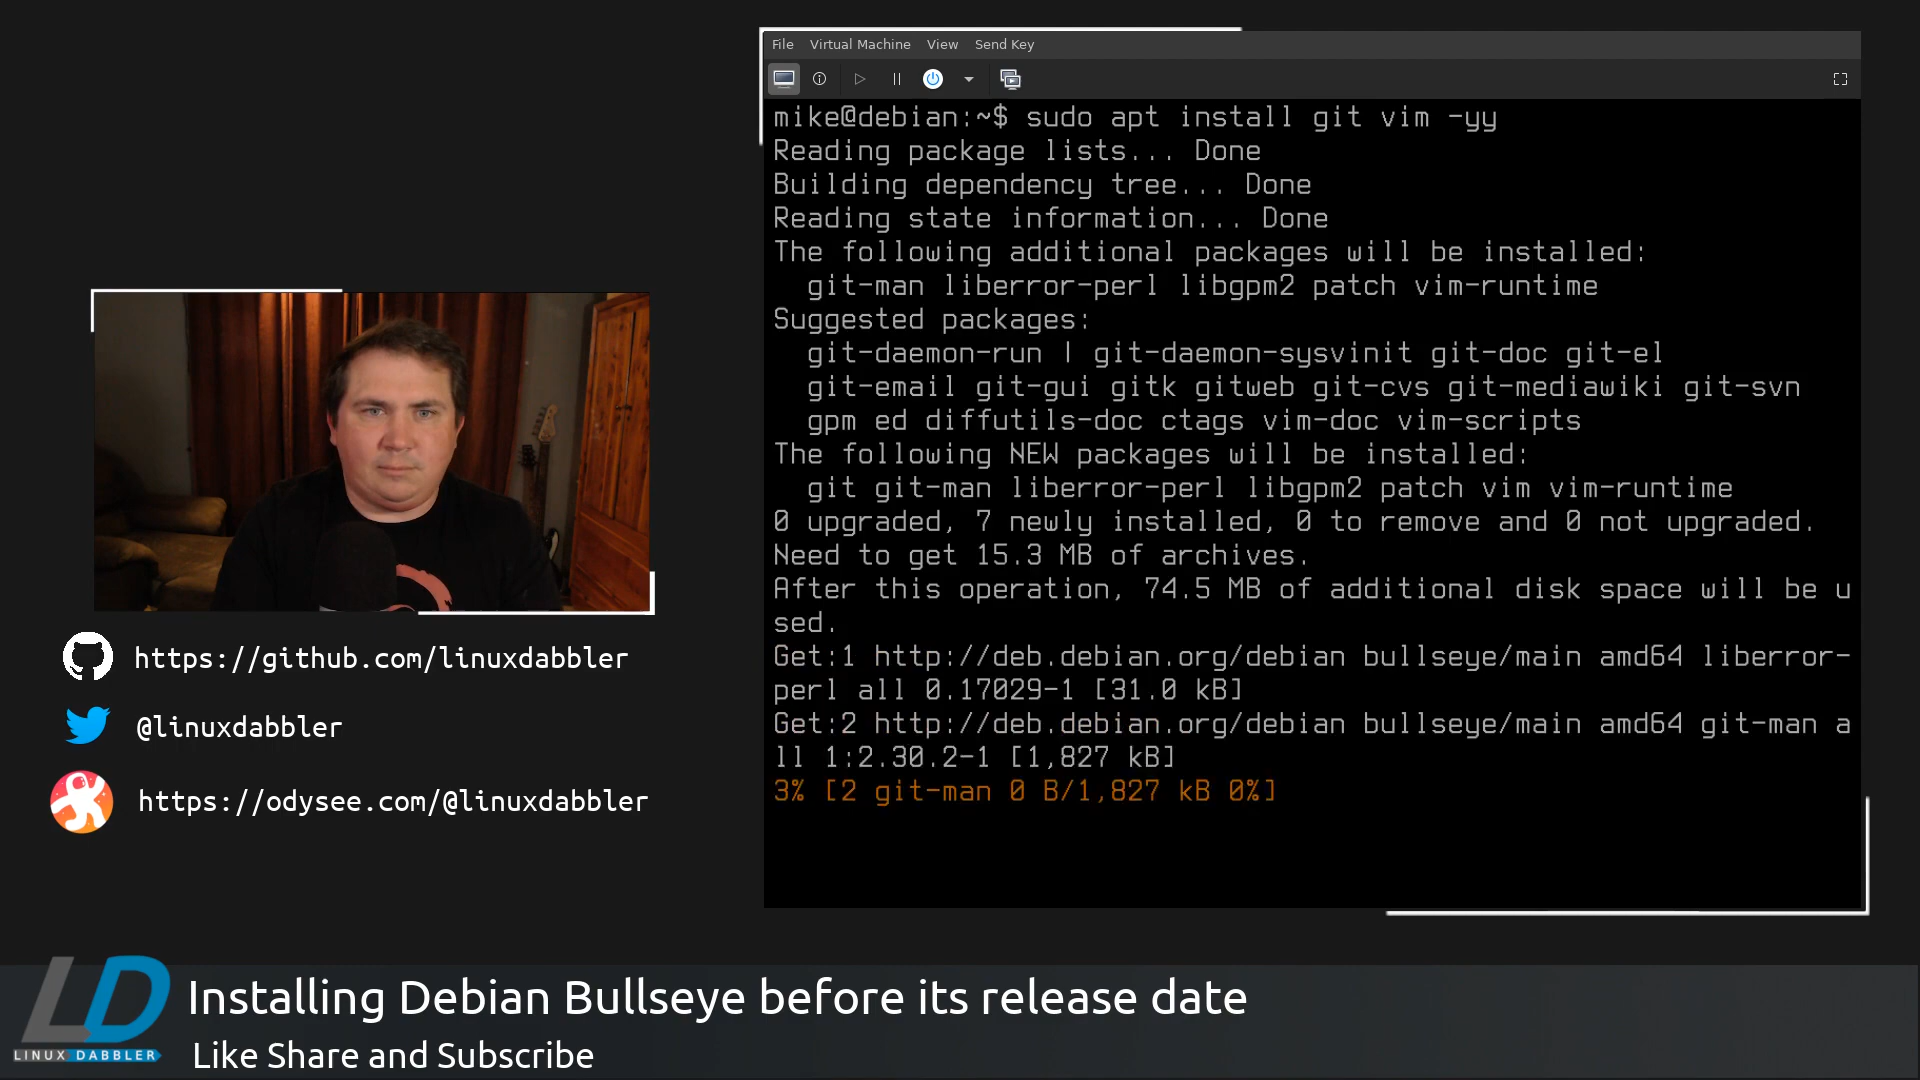 File Virtual Machine View Send Key
mike@debian:~$ sudo apt install git vim -yy
Reading package lists... Done
Building dependency tree... Done
Reading state information... Done
The following additional packages will be installed:
  git-man liberror-perl libgpm2 patch vim-runtime
Suggested packages:
  git-daemon-run | git-daemon-sysvinit git-doc git-el
  git-email git-gui gitk gitweb git-cvs git-mediawiki git-svn
  gpm ed diffutils-doc ctags vim-doc vim-scripts
The following NEW packages will be installed:
  git git-man liberror-perl libgpm2 patch vim vim-runtime
0 upgraded, 7 newly installed, 0 to remove and 0 not upgraded.
Need to get 15.3 MB of archives.
After this operation, 74.5 MB of additional disk space will be u
sed.
Get:1 http://deb.debian.org/debian bullseye/main amd64 liberror-
perl all 0.17029-1 [31.0 kB]
Get:2 http://deb.debian.org/debian bullseye/main amd64 git-man a
ll 1:2.30.2-1 [1,827 kB]
3% [2 git-man 0 B/1,827 kB 0%]
https://github.com/linuxdabbler
@linuxdabbler
https://odysee.com/@linuxdabbler
LD
LINUX DABBLER
Installing Debian Bullseye before its release date
Like Share and Subscribe